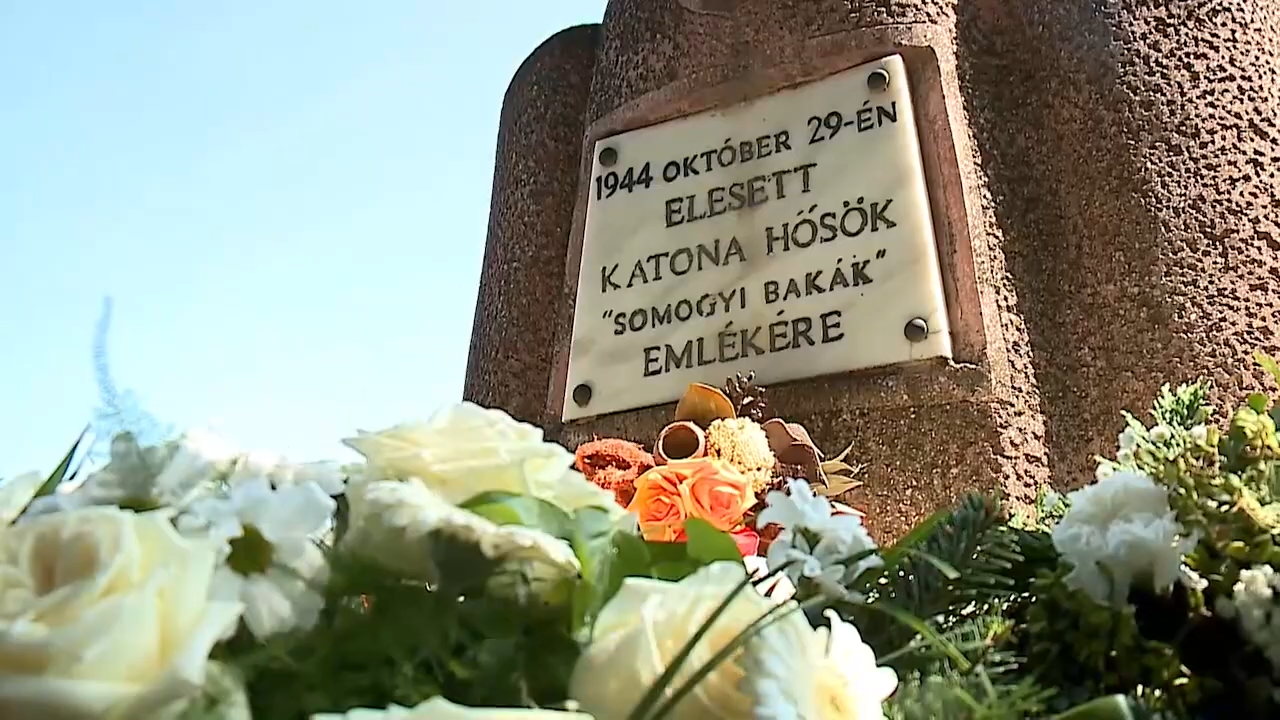 1944 OKTÓBER 29-ÉN
ELESETT
KATONA HŐSÖK
"SOMOGYI BAKÁK"
EMLÉKÉRE